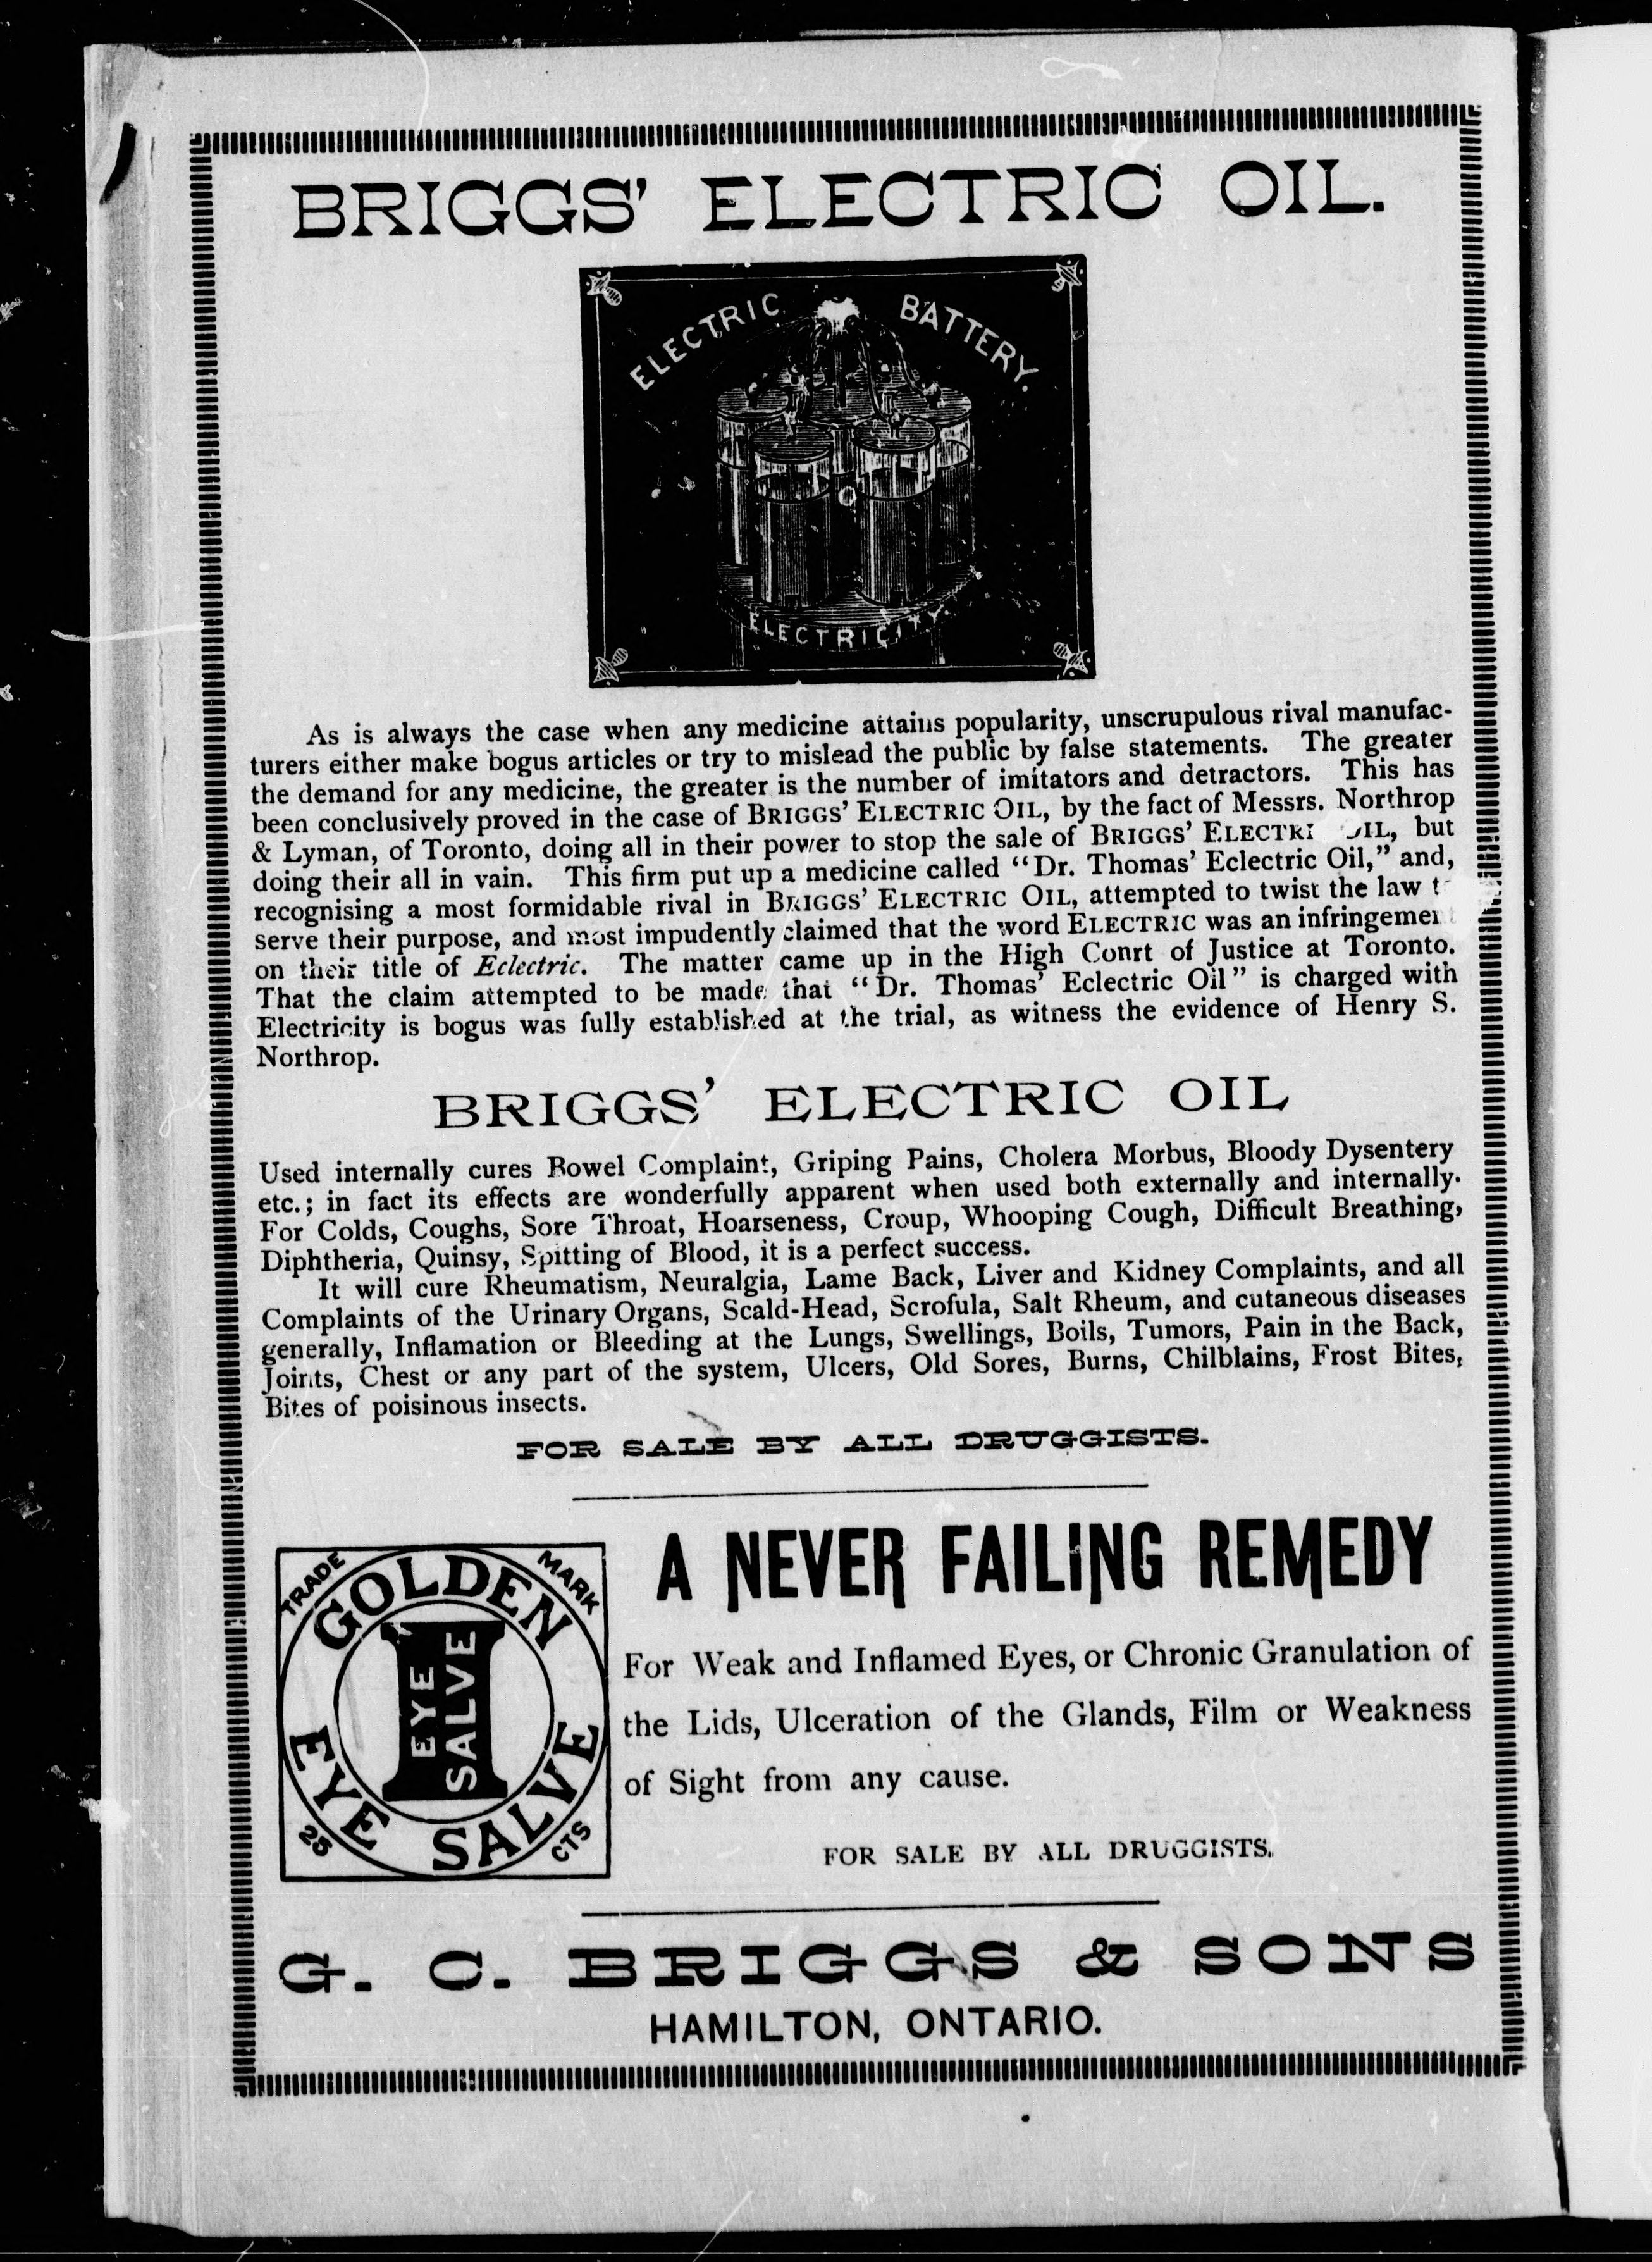 BRIGGS' ELECTRIC OIL.
ELECTRIC BATTERY.
ELECTRICITY.
As is always the case when any medicine attains popularity, unscrupulous rival manufac-
turers either make bogus articles or try to mislead the public by false statements. The greater
the demand for any medicine, the greater is the number of imitators and detractors. This has
been conclusively proved in the case of BRIGGS' ELECTRIC OIL, by the fact of Messrs. Northrop
& Lyman, of Toronto, doing all in their power to stop the sale of BRIGGS' ELECTRI OIL, but
doing their all in vain. This firm put up a medicine called "Dr. Thomas' Eclectric Oil," and,
recognising a most formidable rival in BRIGGS' ELECTRIC OIL, attempted to twist the law t
serve their purpose, and most impudently claimed that the word ELECTRIC was an infringement
on their title of Eclectric. The matter came up in the High Conrt of Justice at Toronto.
That the claim attempted to be made that "Dr. Thomas' Eclectric Oil" is charged with
Electricity is bogus was fully established at the trial, as witness the evidence of Henry S.
Northrop.
BRIGGS' ELECTRIC OIL
Used internally cures Bowel Complaint, Griping Pains, Cholera Morbus, Bloody Dysentery
etc.; in fact its effects are wonderfully apparent when used both externally and internally.
For Colds, Coughs, Sore Throat, Hoarseness, Croup, Whooping Cough, Difficult Breathing,
Diphtheria, Quinsy, Spitting of Blood, it is a perfect success.
It will cure Rheumatism, Neuralgia, Lame Back, Liver and Kidney Complaints, and all
Complaints of the Urinary Organs, Scald-Head, Scrofula, Salt Rheum, and cutaneous diseases
generally, Inflamation or Bleeding at the Lungs, Swellings, Boils, Tumors, Pain in the Back,
Joints, Chest or any part of the system, Ulcers, Old Sores, Burns, Chilblains, Frost Bites,
Bites of poisinous insects.
FOR SALE BY ALL DRUGGISTS.
TRADE MARK
GOLDEN
EYE SALVE
EYE SALVE
25 CTS
A NEVER FAILING REMEDY
For Weak and Inflamed Eyes, or Chronic Granulation of
the Lids, Ulceration of the Glands, Film or Weakness
of Sight from any cause.
FOR SALE BY ALL DRUGGISTS.
G. C. BRIGGS & SONS
HAMILTON, ONTARIO.